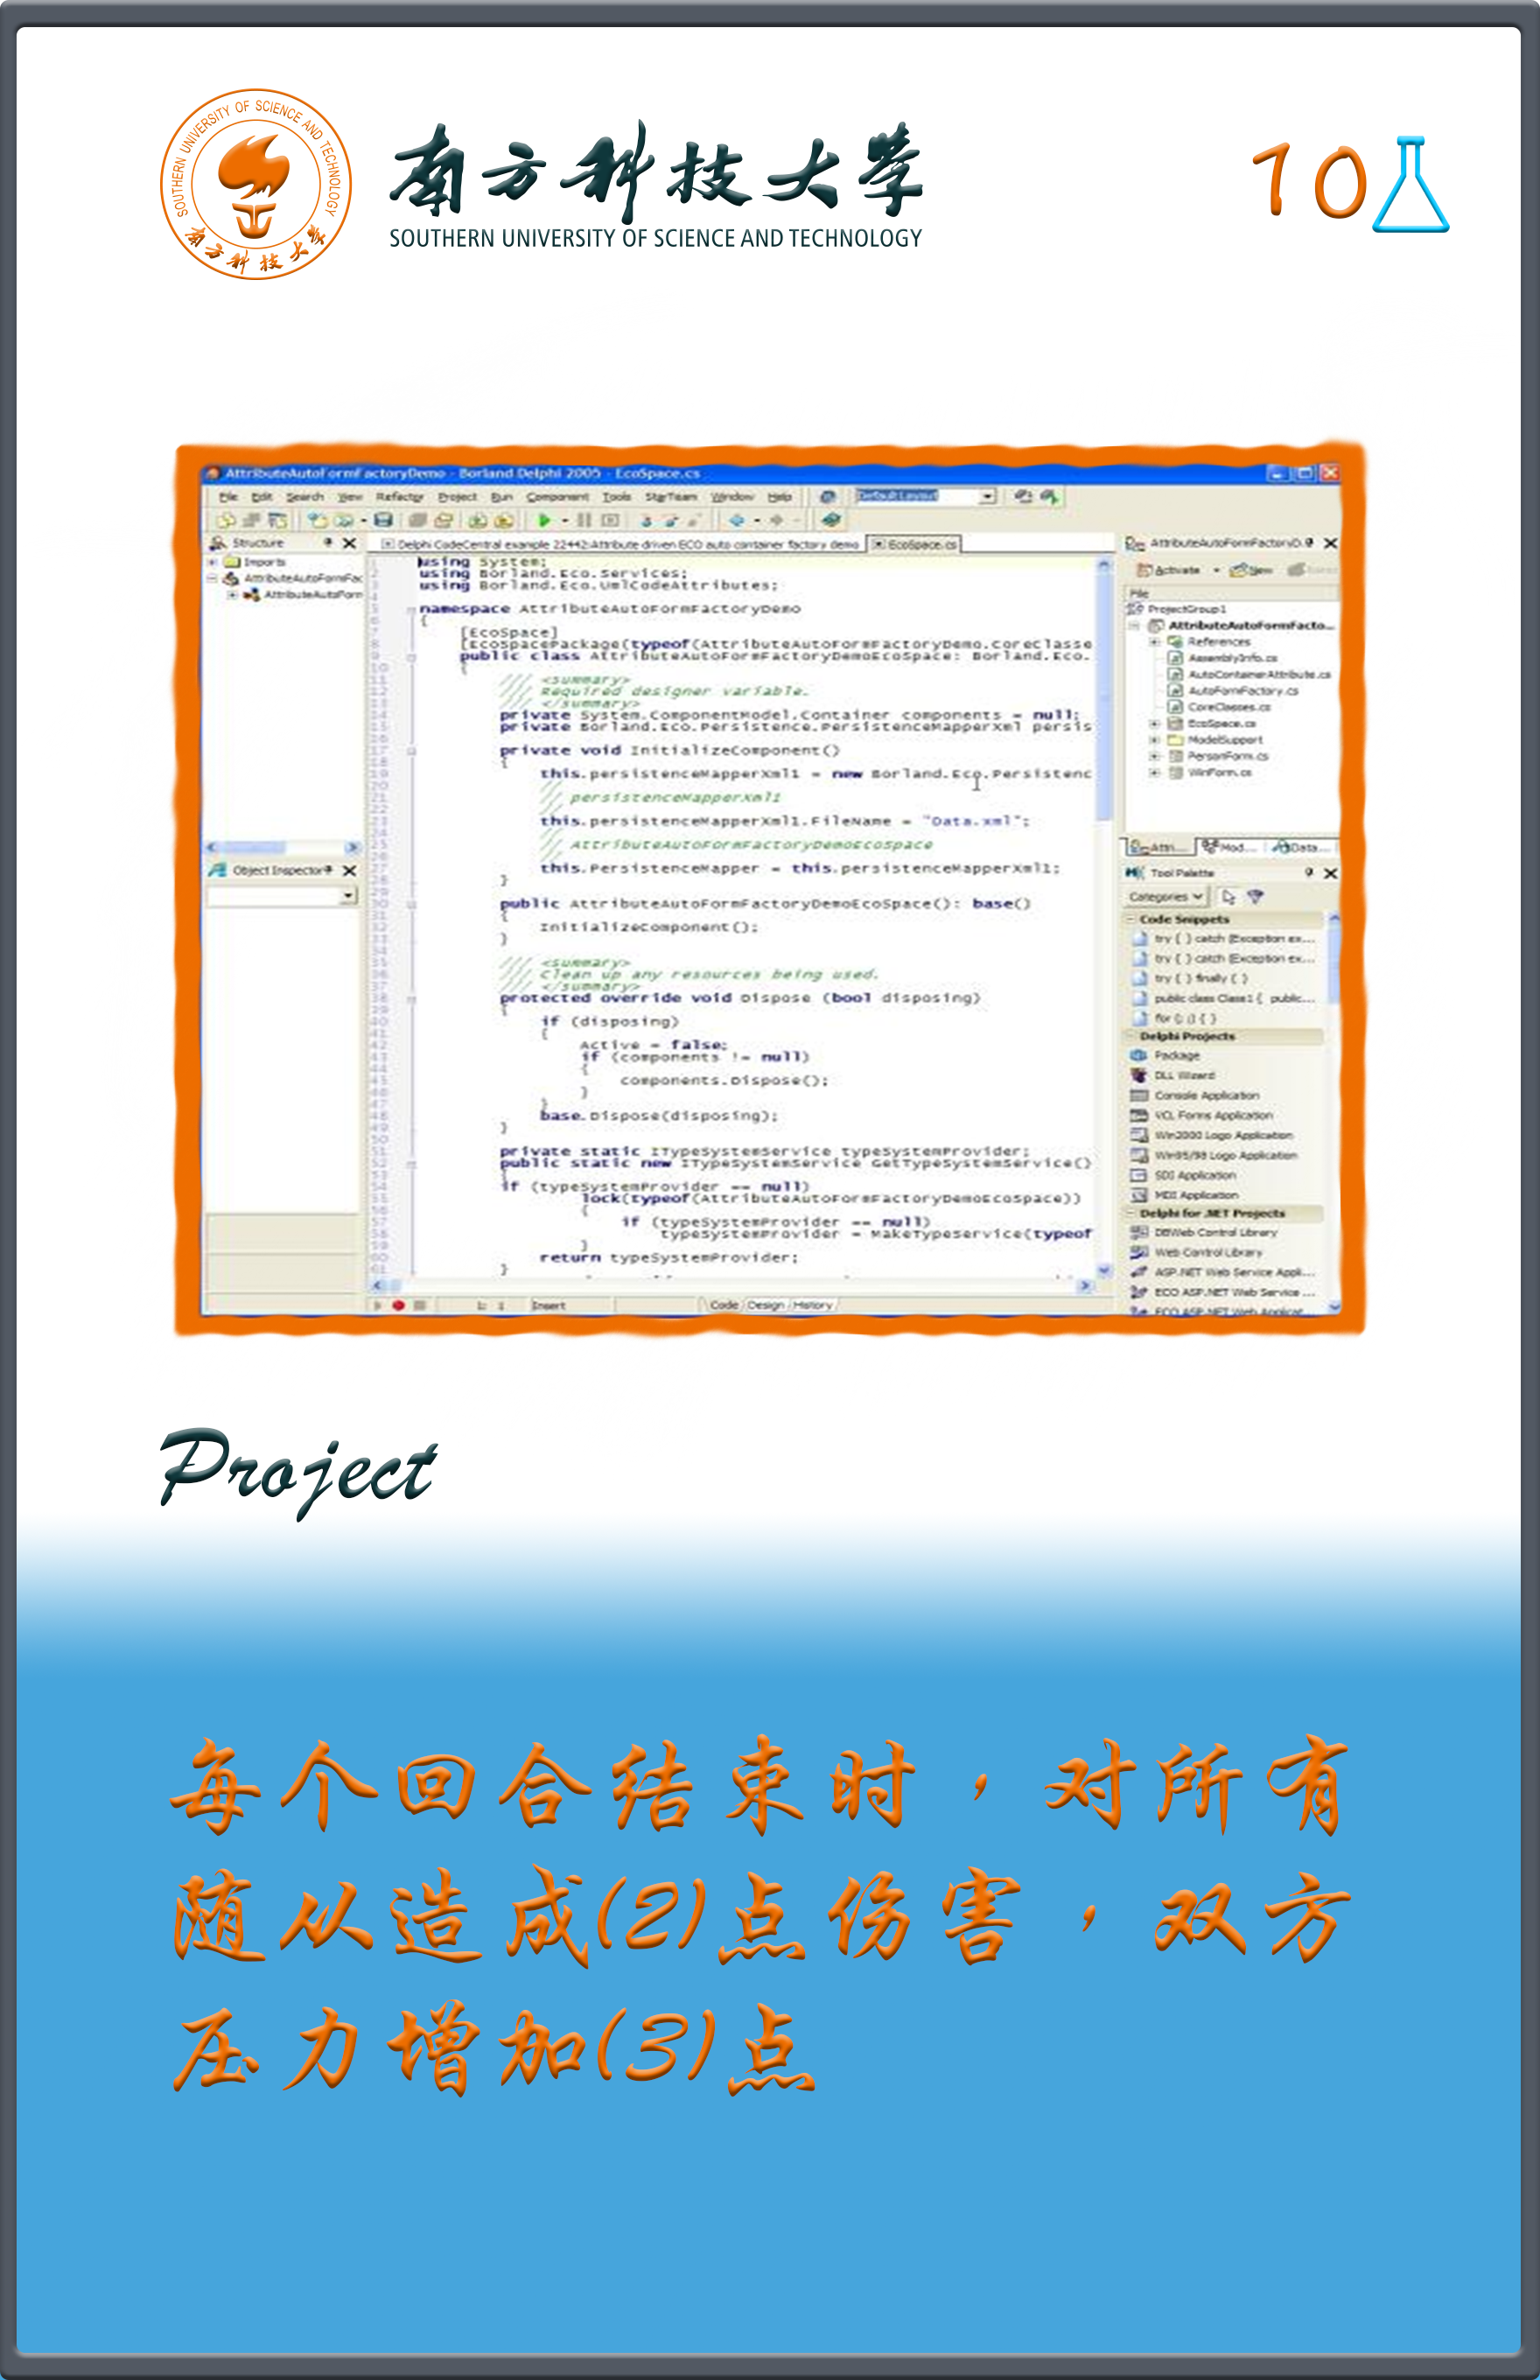 SOUTHERN UNIVERSITY OF SCIENCE AND TECHNOLOGY
南方科技大学
南方科技大学
SOUTHERN UNIVERSITY OF SCIENCE AND TECHNOLOGY
10
AttributeAutoFormFactoryDemo - Borland Delphi 2005 - EcoSpace.cs
File Edit Search View Refactor Project Run Component Tools StarTeam Window Help
Default Layout
Structure
Imports
AttributeAutoFormFac
AttributeAutoForm
Object Inspector
Delphi CodeCentral example 22442:Attribute driven ECO auto container factory demo
EcoSpace.cs
using System;
using Borland.Eco.Services;
using Borland.Eco.UmlCodeAttributes;
namespace AttributeAutoFormFactoryDemo
{
[EcoSpace]
[EcoSpacePackage(typeof(AttributeAutoFormFactoryDemo.CoreClasse
public class AttributeAutoFormFactoryDemoEcoSpace: Borland.Eco.
{
/// <summary>
/// Required designer variable.
/// </summary>
private System.ComponentModel.Container components = null;
private Borland.Eco.Persistence.PersistenceMapperXml persis
private void InitializeComponent()
{
this.persistenceMapperXml1 = new Borland.Eco.Persistenc
//
// persistenceMapperXml1
//
this.persistenceMapperXml1.FileName = "Data.xml";
//
// AttributeAutoFormFactoryDemoEcoSpace
//
this.PersistenceMapper = this.persistenceMapperXml1;
}
public AttributeAutoFormFactoryDemoEcoSpace(): base()
{
InitializeComponent();
}
/// <summary>
/// Clean up any resources being used.
/// </summary>
protected override void Dispose (bool disposing)
{
if (disposing)
{
Active = false;
if (components != null)
{
components.Dispose();
}
}
base.Dispose(disposing);
}
private static ITypeSystemService typeSystemProvider;
public static new ITypeSystemService GetTypeSystemService()
{
if (typeSystemProvider == null)
lock(typeof(AttributeAutoFormFactoryDemoEcoSpace))
{
if (typeSystemProvider == null)
typeSystemProvider = MakeTypeService(typeof
}
return typeSystemProvider;
}
Insert
Code Design History
AttributeAutoFormFactoryD.
Activate New
File
ProjectGroup1
AttributeAutoFormFacto...
References
AssemblyInfo.cs
AutoContainerAttribute.cs
AutoFormFactory.cs
CoreClasses.cs
EcoSpace.cs
ModelSupport
PersonForm.cs
WinForm.cs
Attri... Mod... Data...
Tool Palette
Categories
Code Snippets
try { } catch (Exception ex...
try { } catch (Exception ex...
try { } finally { }
public class Class1 { public...
for (; ;) { }
Delphi Projects
Package
DLL Wizard
Console Application
VCL Forms Application
Win2000 Logo Application
Win95/98 Logo Application
SDI Application
MDI Application
Delphi for .NET Projects
DBWeb Control Library
Web Control Library
ASP.NET Web Service Appli...
ECO ASP.NET Web Service ...
ECO ASP.NET Web Applicat...
Project
每个回合结束时，对所有
随从造成(2)点伤害，双方
压力增加(3)点